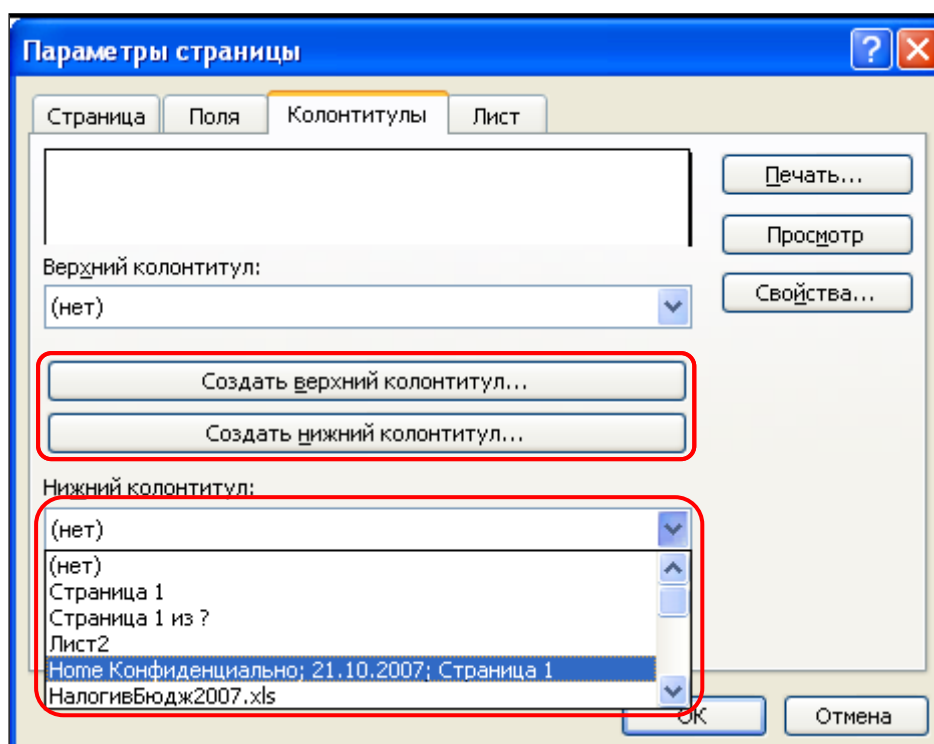 Параметры страницы
Страница Поля Колонтитулы Лист
Печать...
Просмотр
Свойства...
Верхний колонтитул:
(нет)
Создать верхний колонтитул...
Создать нижний колонтитул...
Нижний колонтитул:
(нет)
(нет)
Страница 1
Страница 1 из ?
Лист2
Home Конфиденциально; 21.10.2007; Страница 1
НалогивБюдж2007.xls
ОК Отмена